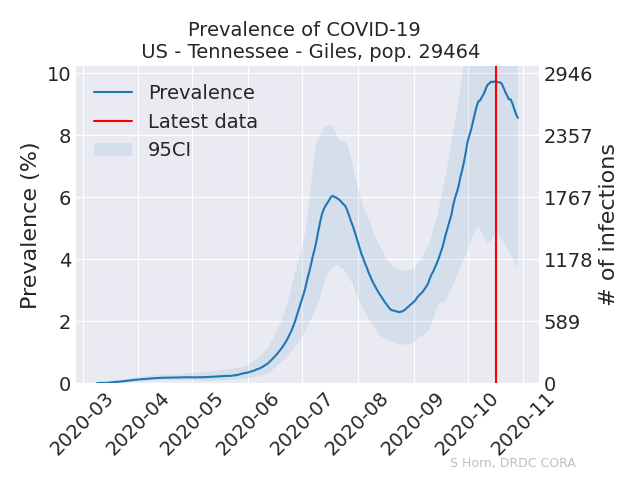 Prevalence of COVID-19
US - Tennessee - Giles, pop. 29464
Prevalence (%)
10
8
6
4
2
0
Prevalence
Latest data
95CI
2946
2357
1767
1178
589
0
# of infections
2020-03
2020-04
2020-05
2020-06
2020-07
2020-08
2020-09
2020-10
2020-11
S Horn, DRDC CORA